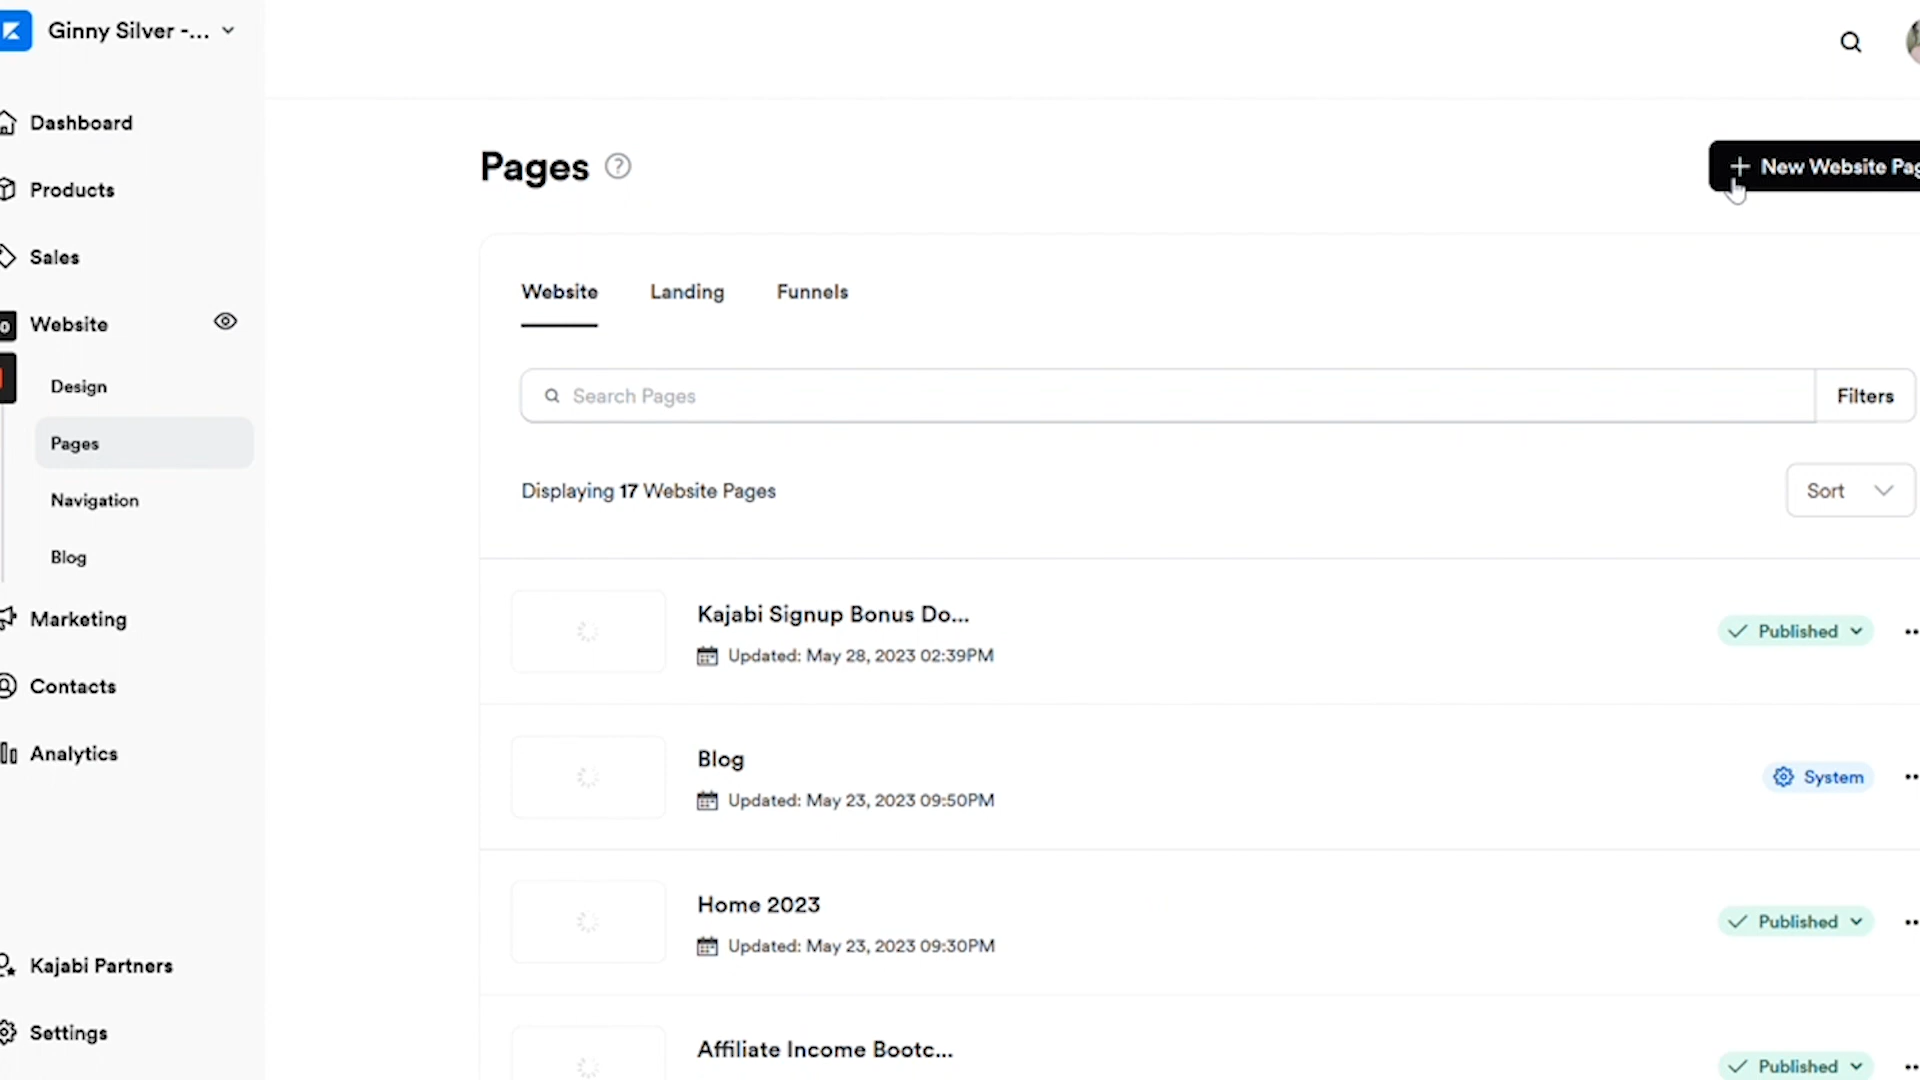 Ginny Silver -...
Dashboard
Products
Sales
Website
Design
Pages
Navigation
Blog
Marketing
Contacts
Analytics
Kajabi Partners
Settings
Pages
New Website Pag
Website Landing Funnels
Search Pages
Filters
Displaying 17 Website Pages
Sort
Kajabi Signup Bonus Do...
Updated: May 28, 2023 02:39PM
Published
Blog
Updated: May 23, 2023 09:50PM
System
Home 2023
Updated: May 23, 2023 09:30PM
Published
Affiliate Income Bootc...
Published